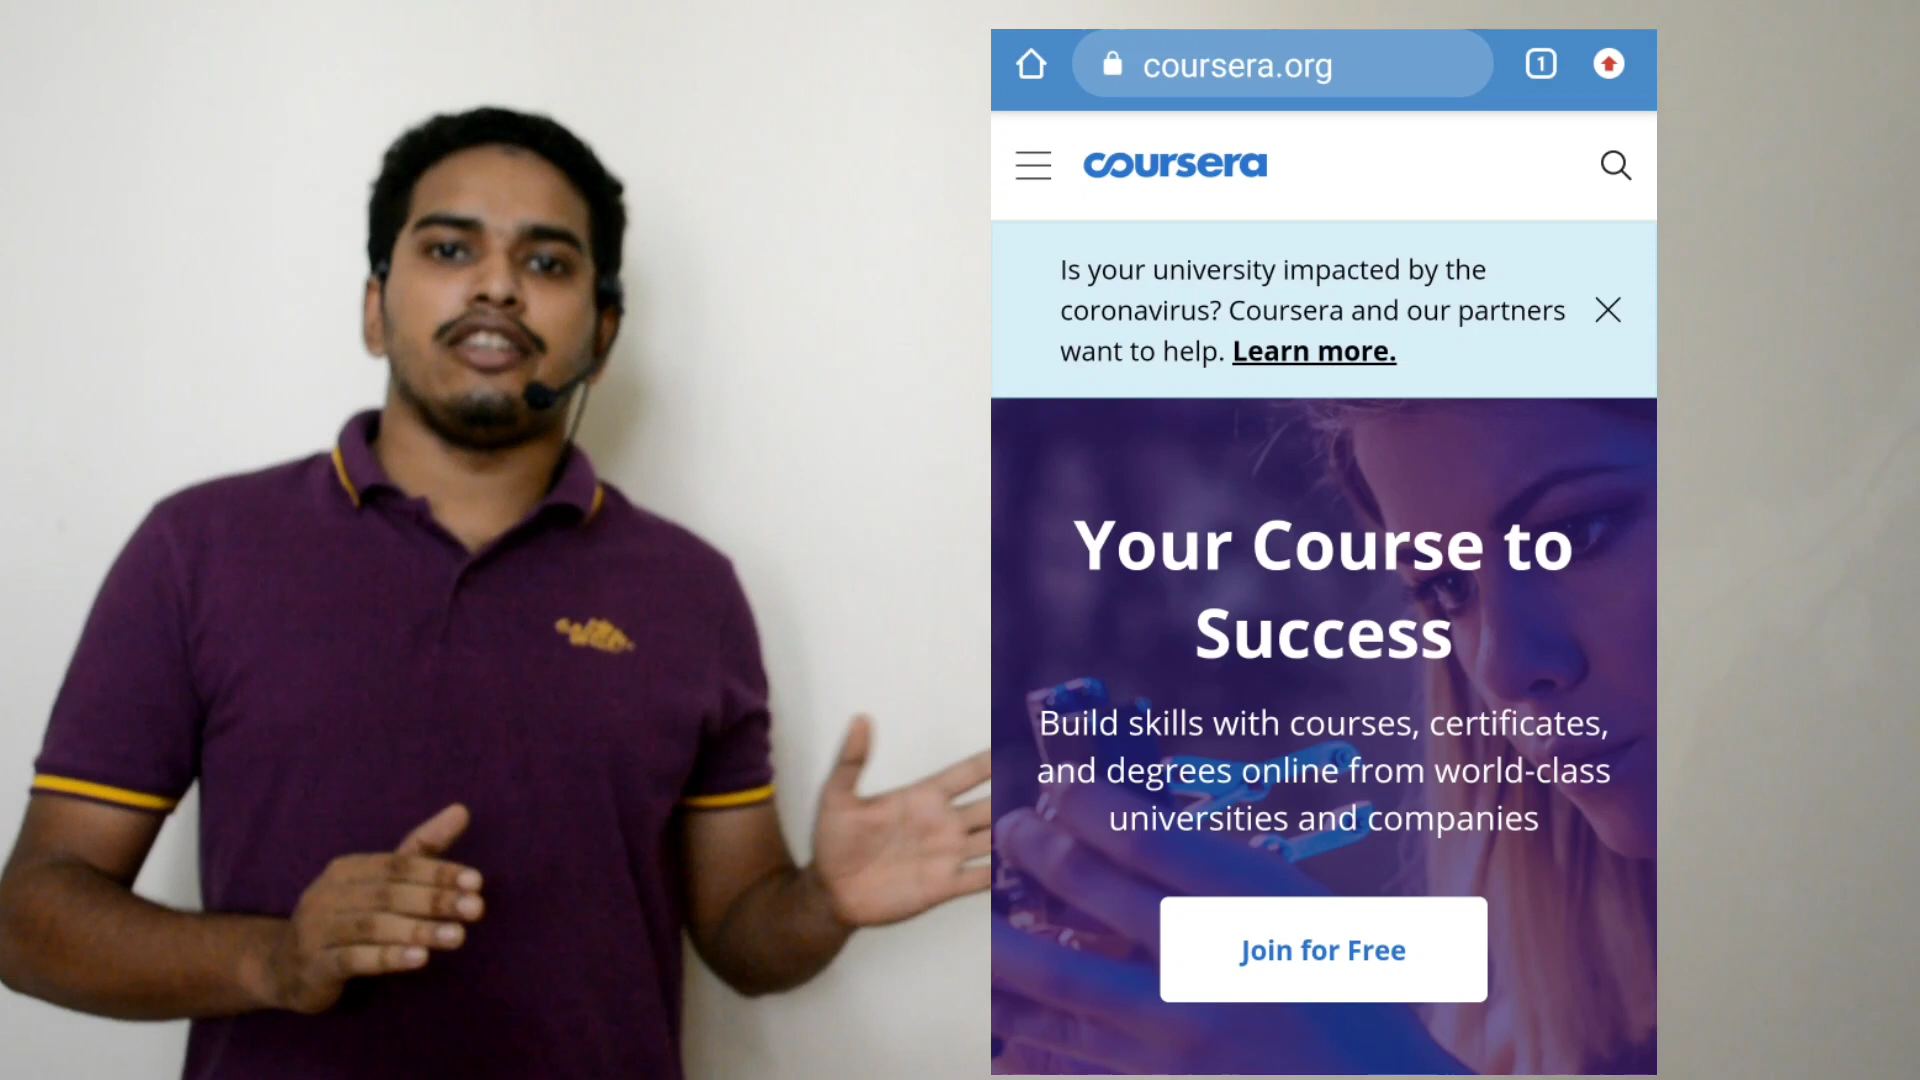 coursera.org
1
coursera
Is your university impacted by the
coronavirus? Coursera and our partners
want to help. Learn more.
Your Course to
Success
Build skills with courses, certificates,
and degrees online from world-class
universities and companies
Join for Free